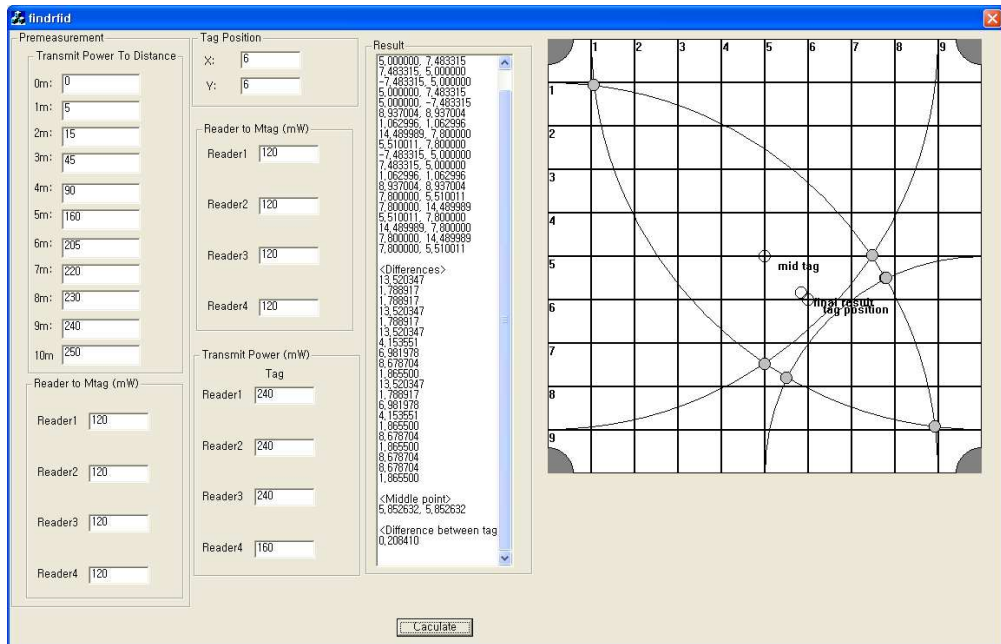 findrfid
Premeasurement
Transmit Power To Distance
0m: 0
1m: 5
2m: 15
3m: 45
4m: 90
5m: 160
6m: 205
7m: 220
8m: 230
9m: 240
10m 250
Reader to Mtag (mW)
Reader1 120
Reader2 120
Reader3 120
Reader4 120
Tag Position
X: 6
Y: 6
Reader to Mtag (mW)
Reader1 120
Reader2 120
Reader3 120
Reader4 120
Transmit Power (mW)
Tag
Reader1 240
Reader2 240
Reader3 240
Reader4 160
Result
5,000000, 7,483315
7,483315, 5,000000
-7,483315, 5,000000
5,000000, 7,483315
5,000000, -7,483315
8,937004, 8,937004
1,062996, 1,062996
14,489989, 7,800000
5,510011, 7,800000
-7,483315, 5,000000
7,483315, 5,000000
1,062996, 1,062996
8,937004, 8,937004
7,800000, 5,510011
7,800000, 14,489989
5,510011, 7,800000
14,489989, 7,800000
7,800000, 14,489989
7,800000, 5,510011
<Differences>
13,520347
1,788917
1,788917
13,520347
1,788917
13,520347
4,153551
6,981978
8,678704
1,865500
13,520347
1,788917
6,981978
4,153551
1,865500
8,678704
1,865500
8,678704
8,678704
1,865500
<Middle point>
5,852632, 5,852632
<Difference between tag
0,208410
1 2 3 4 5 6 7 8 9
1
2
3
4
5
6
7
8
9
mid tag
final result
tag position
Caculate